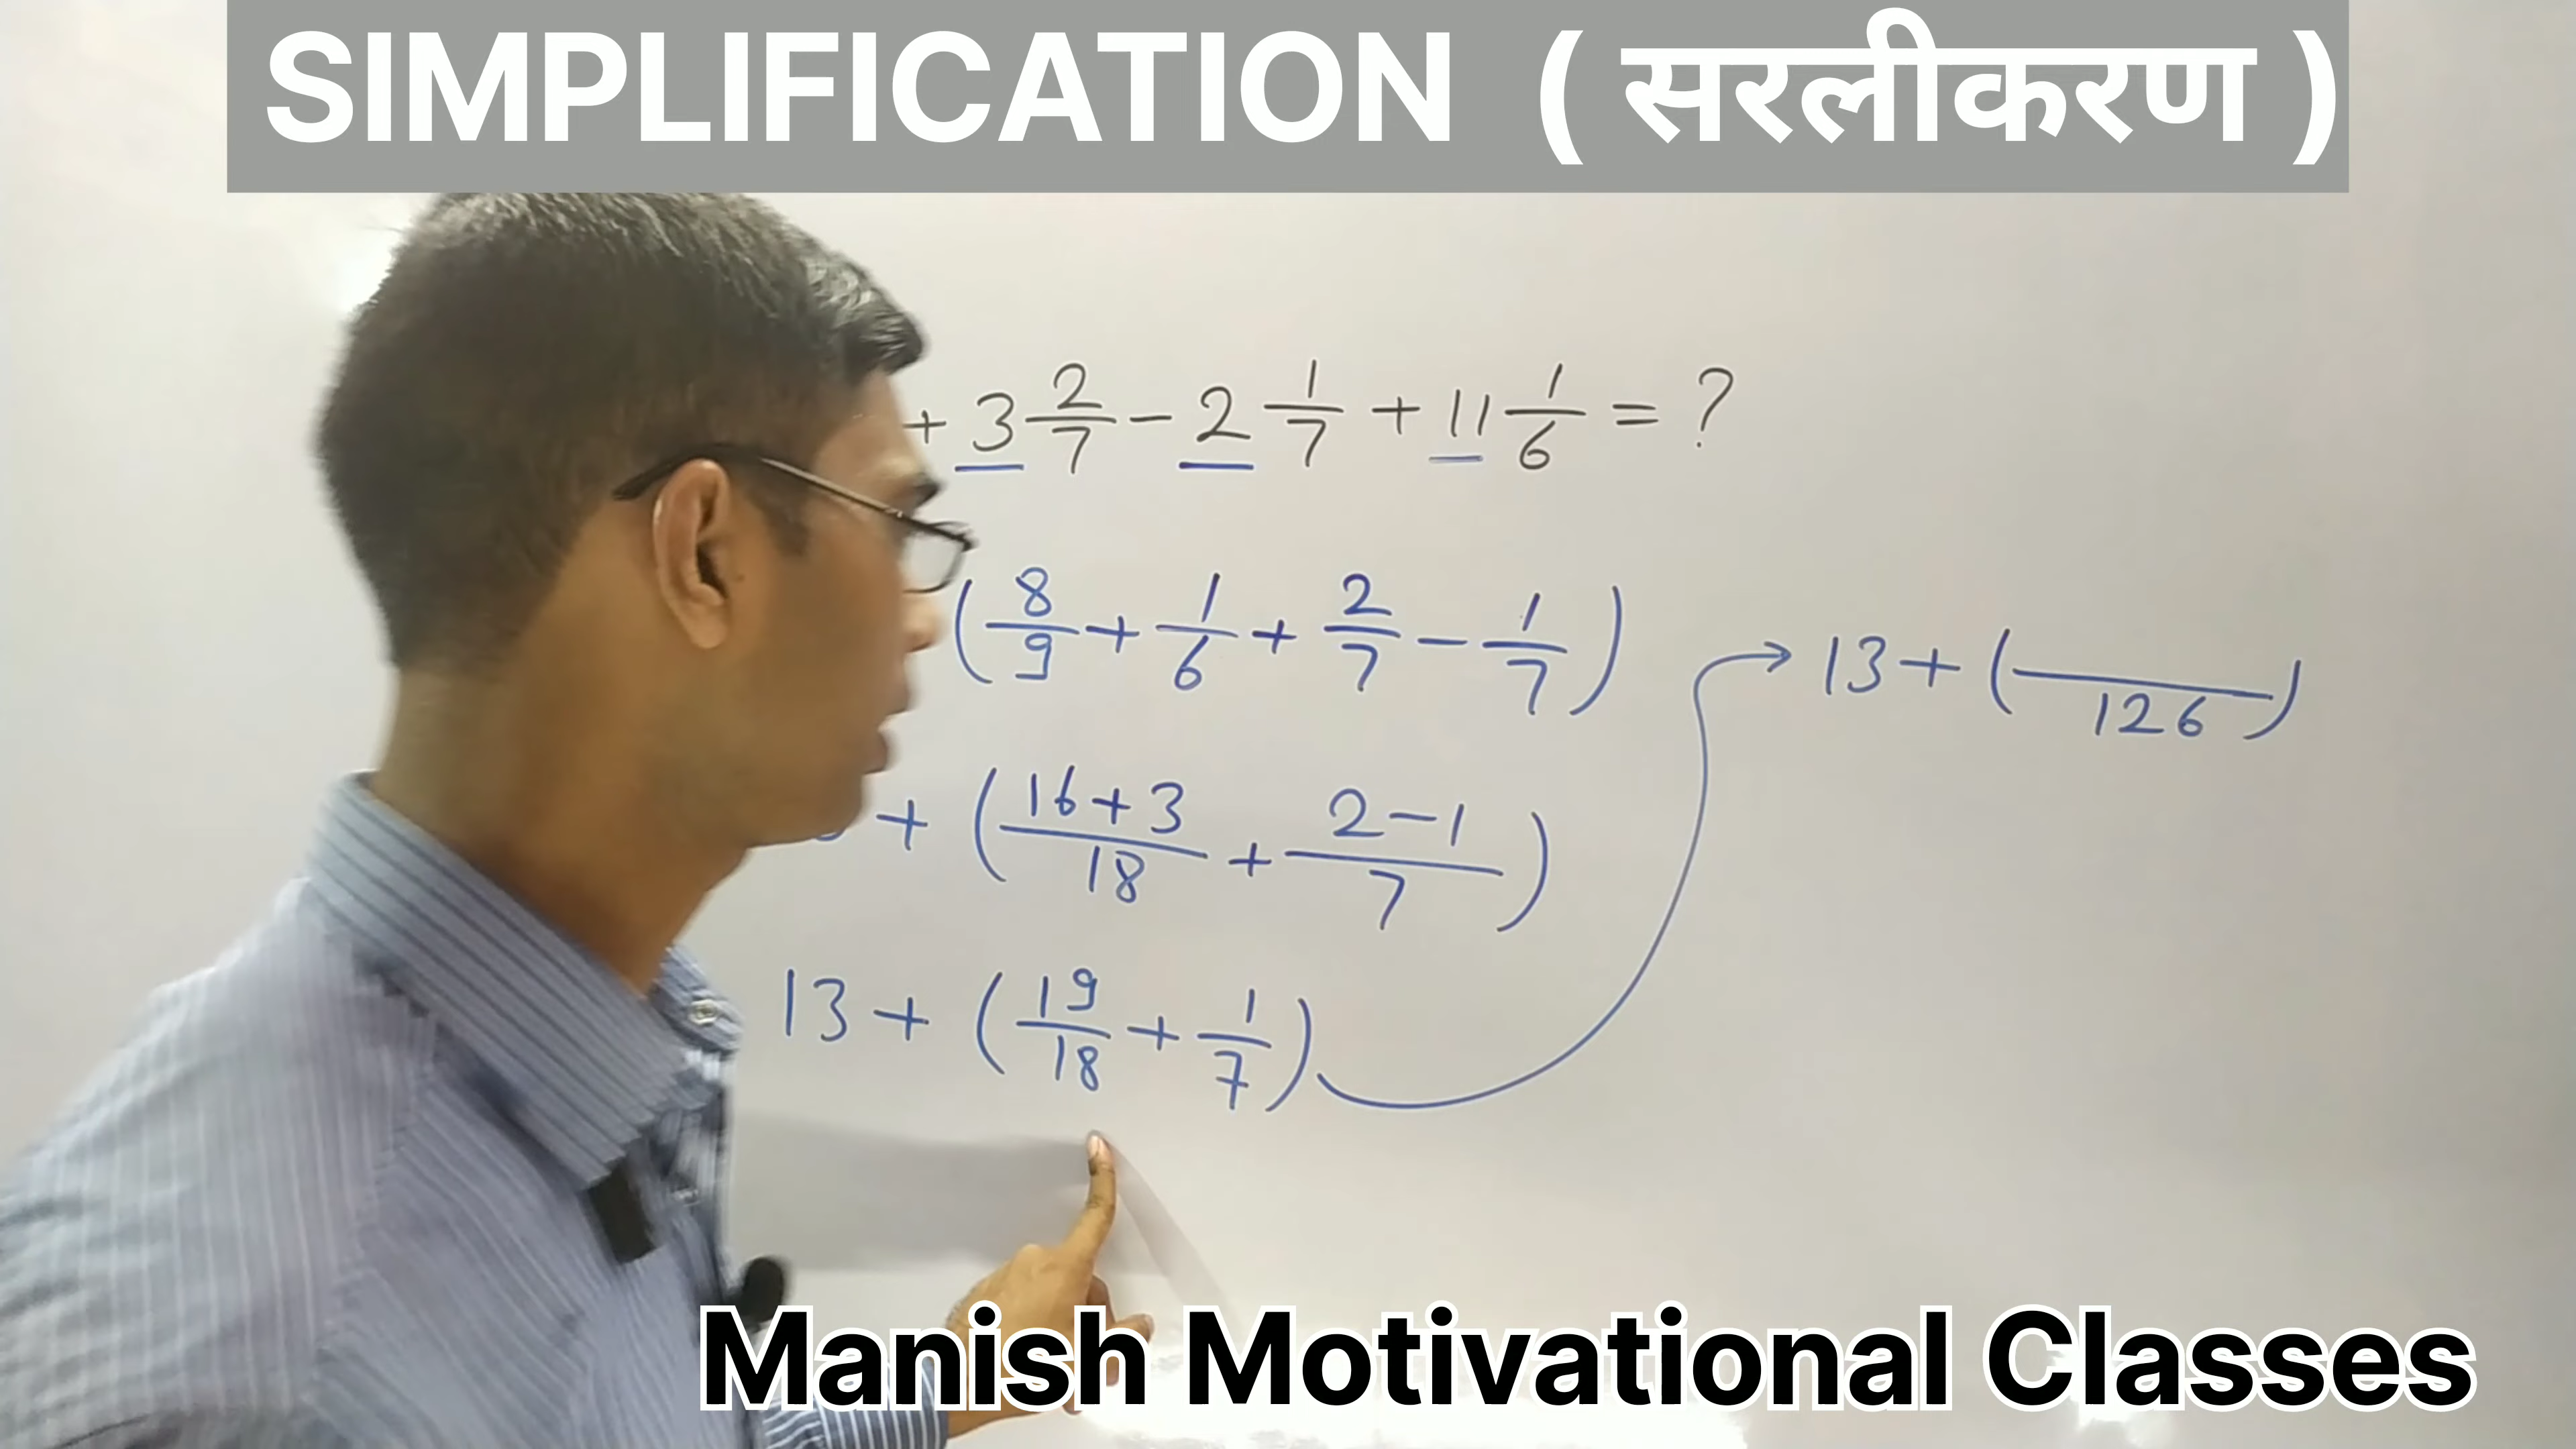 SIMPLIFICATION ( सरलीकरण )
+ 3 2/7 - 2 1/7 + 11 1/6 = ?
( 8/9 + 1/6 + 2/7 - 1/7 )
+ ( 16+3/18 + 2-1/7 )
13 + ( 19/18 + 1/7 )
→ 13 + ( /126 )
Manish Motivational Classes